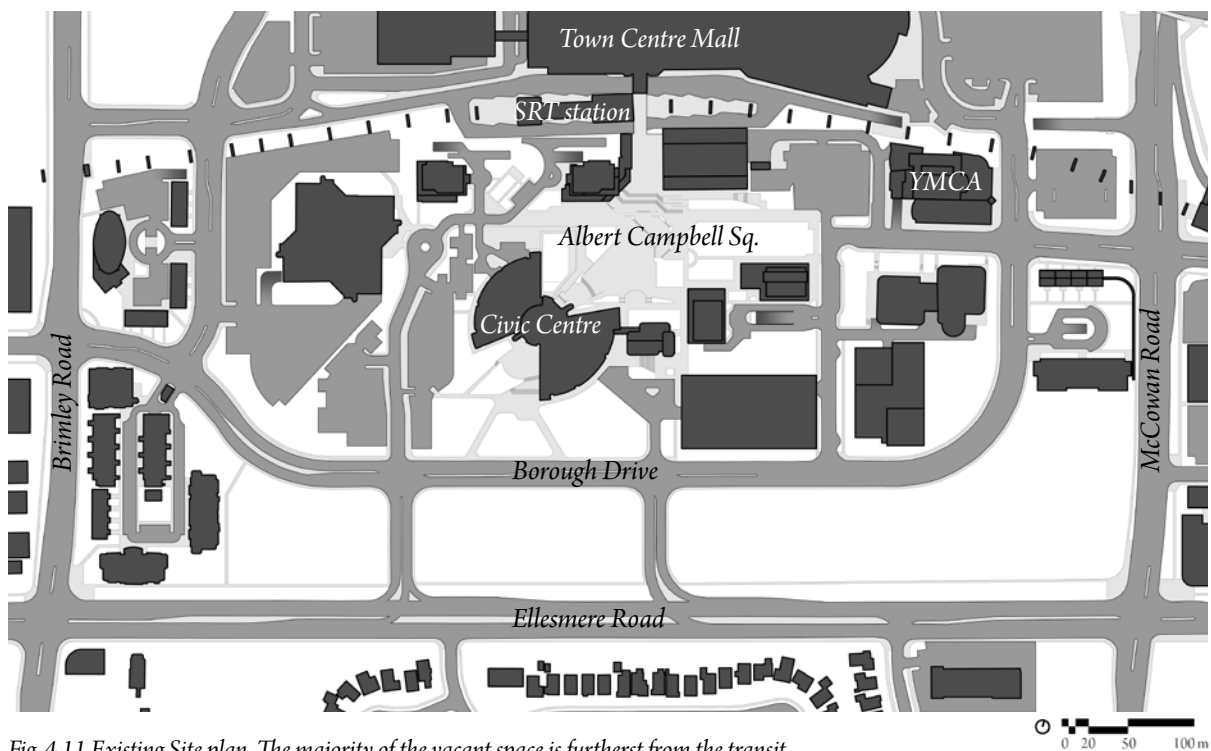 Town Centre Mall
SRT station
YMCA
Albert Campbell Sq.
Civic Centre
Brimley Road
McCowan Road
Borough Drive
Ellesmere Road
Fig. 4.11 Existing Site plan. The majority of the vacant space is furtherst from the transit
0 20 50 100 m